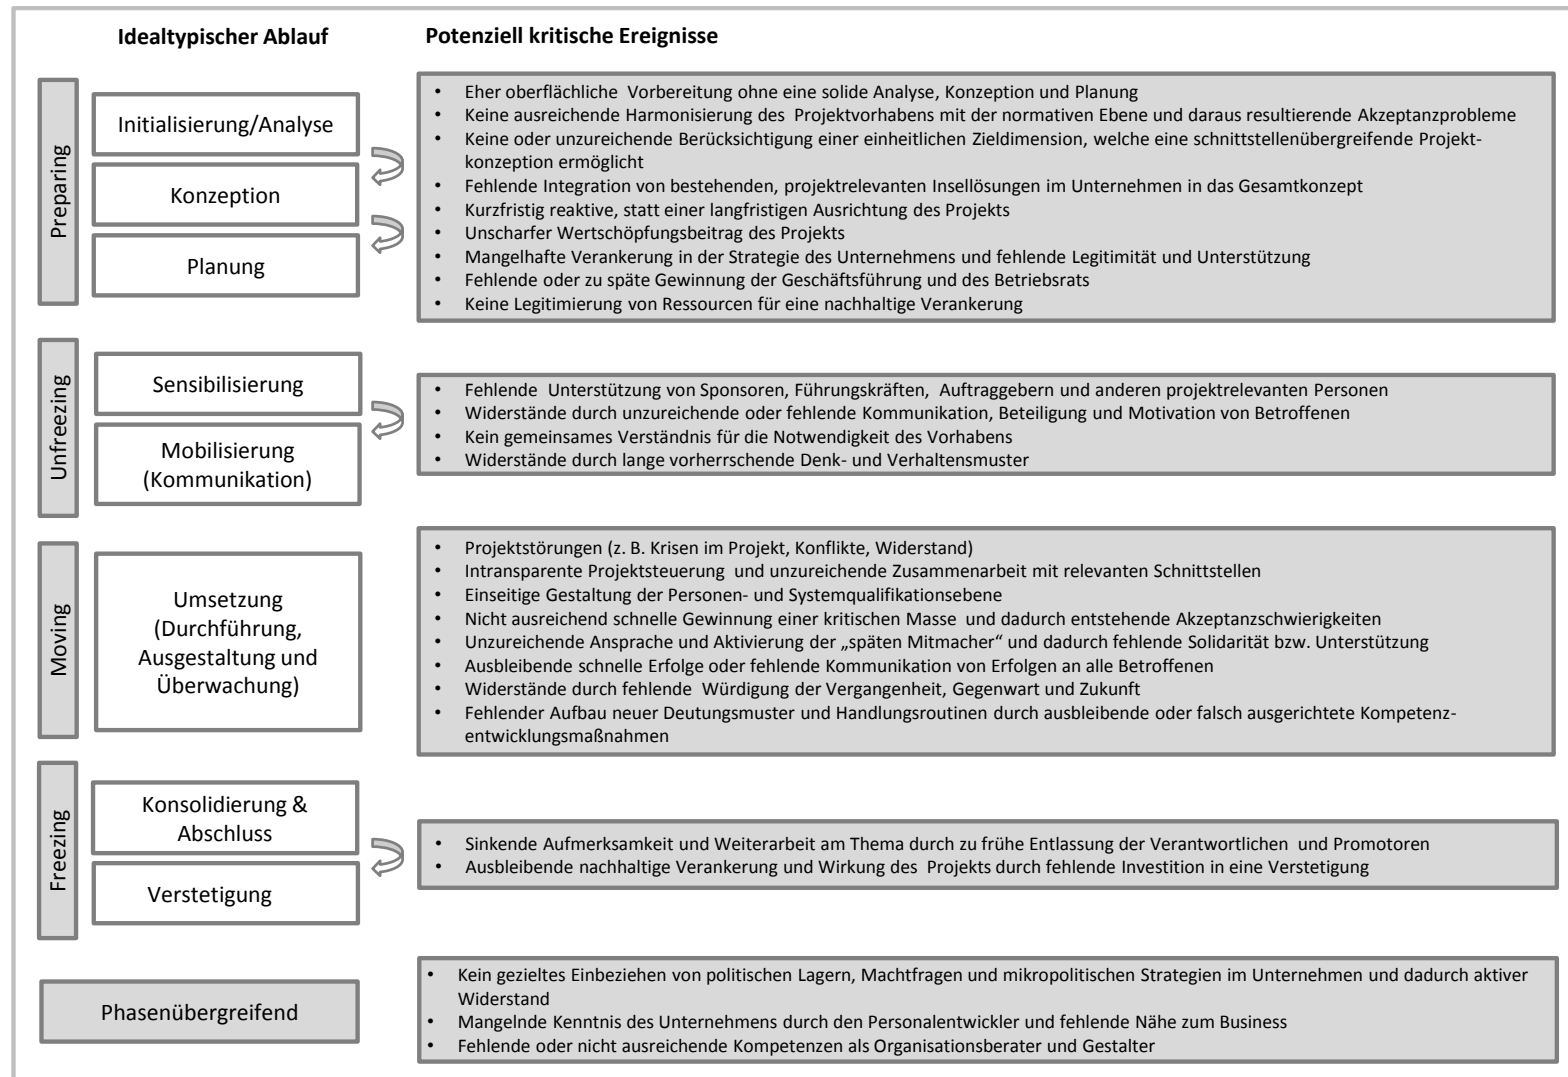 Idealtypischer Ablauf
Potenziell kritische Ereignisse
Preparing
Initialisierung/Analyse
Konzeption
Planung
• Eher oberflächliche Vorbereitung ohne eine solide Analyse, Konzeption und Planung
• Keine ausreichende Harmonisierung des Projektvorhabens mit der normativen Ebene und daraus resultierende Akzeptanzprobleme
• Keine oder unzureichende Berücksichtigung einer einheitlichen Zieldimension, welche eine schnittstellenübergreifende Projekt-
konzeption ermöglicht
• Fehlende Integration von bestehenden, projektrelevanten Insellösungen im Unternehmen in das Gesamtkonzept
• Kurzfristig reaktive, statt einer langfristigen Ausrichtung des Projekts
• Unscharfer Wertschöpfungsbeitrag des Projekts
• Mangelhafte Verankerung in der Strategie des Unternehmens und fehlende Legitimität und Unterstützung
• Fehlende oder zu späte Gewinnung der Geschäftsführung und des Betriebsrats
• Keine Legitimierung von Ressourcen für eine nachhaltige Verankerung
Unfreezing
Sensibilisierung
Mobilisierung
(Kommunikation)
• Fehlende Unterstützung von Sponsoren, Führungskräften, Auftraggebern und anderen projektrelevanten Personen
• Widerstände durch unzureichende oder fehlende Kommunikation, Beteiligung und Motivation von Betroffenen
• Kein gemeinsames Verständnis für die Notwendigkeit des Vorhabens
• Widerstände durch lange vorherrschende Denk- und Verhaltensmuster
Moving
Umsetzung
(Durchführung,
Ausgestaltung und
Überwachung)
• Projektstörungen (z. B. Krisen im Projekt, Konflikte, Widerstand)
• Intransparente Projektsteuerung und unzureichende Zusammenarbeit mit relevanten Schnittstellen
• Einseitige Gestaltung der Personen- und Systemqualifikationsebene
• Nicht ausreichend schnelle Gewinnung einer kritischen Masse und dadurch entstehende Akzeptanzschwierigkeiten
• Unzureichende Ansprache und Aktivierung der „späten Mitmacher“ und dadurch fehlende Solidarität bzw. Unterstützung
• Ausbleibende schnelle Erfolge oder fehlende Kommunikation von Erfolgen an alle Betroffenen
• Widerstände durch fehlende Würdigung der Vergangenheit, Gegenwart und Zukunft
• Fehlender Aufbau neuer Deutungsmuster und Handlungsroutinen durch ausbleibende oder falsch ausgerichtete Kompetenz-
entwicklungsmaßnahmen
Freezing
Konsolidierung &
Abschluss
Verstetigung
• Sinkende Aufmerksamkeit und Weiterarbeit am Thema durch zu frühe Entlassung der Verantwortlichen und Promotoren
• Ausbleibende nachhaltige Verankerung und Wirkung des Projekts durch fehlende Investition in eine Verstetigung
Phasenübergreifend
• Kein gezieltes Einbeziehen von politischen Lagern, Machtfragen und mikropolitischen Strategien im Unternehmen und dadurch aktiver
Widerstand
• Mangelnde Kenntnis des Unternehmens durch den Personalentwickler und fehlende Nähe zum Business
• Fehlende oder nicht ausreichende Kompetenzen als Organisationsberater und Gestalter